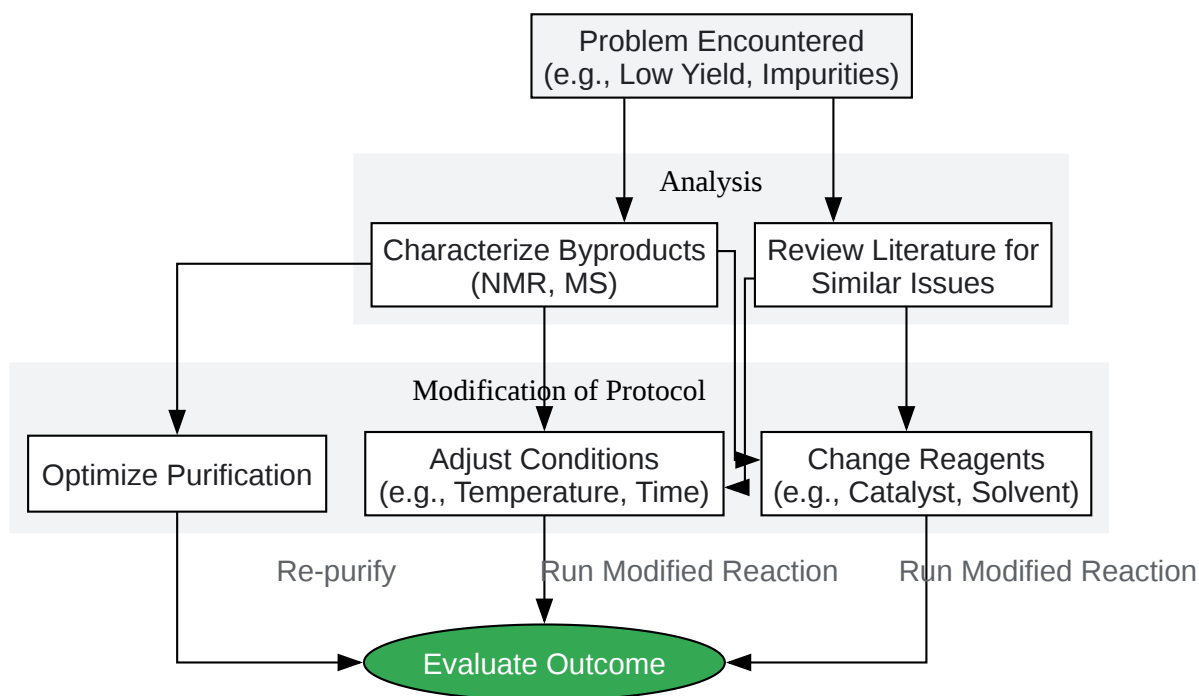 Problem Encountered
(e.g., Low Yield, Impurities)
Analysis
Characterize Byproducts
(NMR, MS)
Review Literature for
Similar Issues
Modification of Protocol
Optimize Purification
Adjust Conditions
(e.g., Temperature, Time)
Change Reagents
(e.g., Catalyst, Solvent)
Re-purify
Run Modified Reaction
Run Modified Reaction
Evaluate Outcome